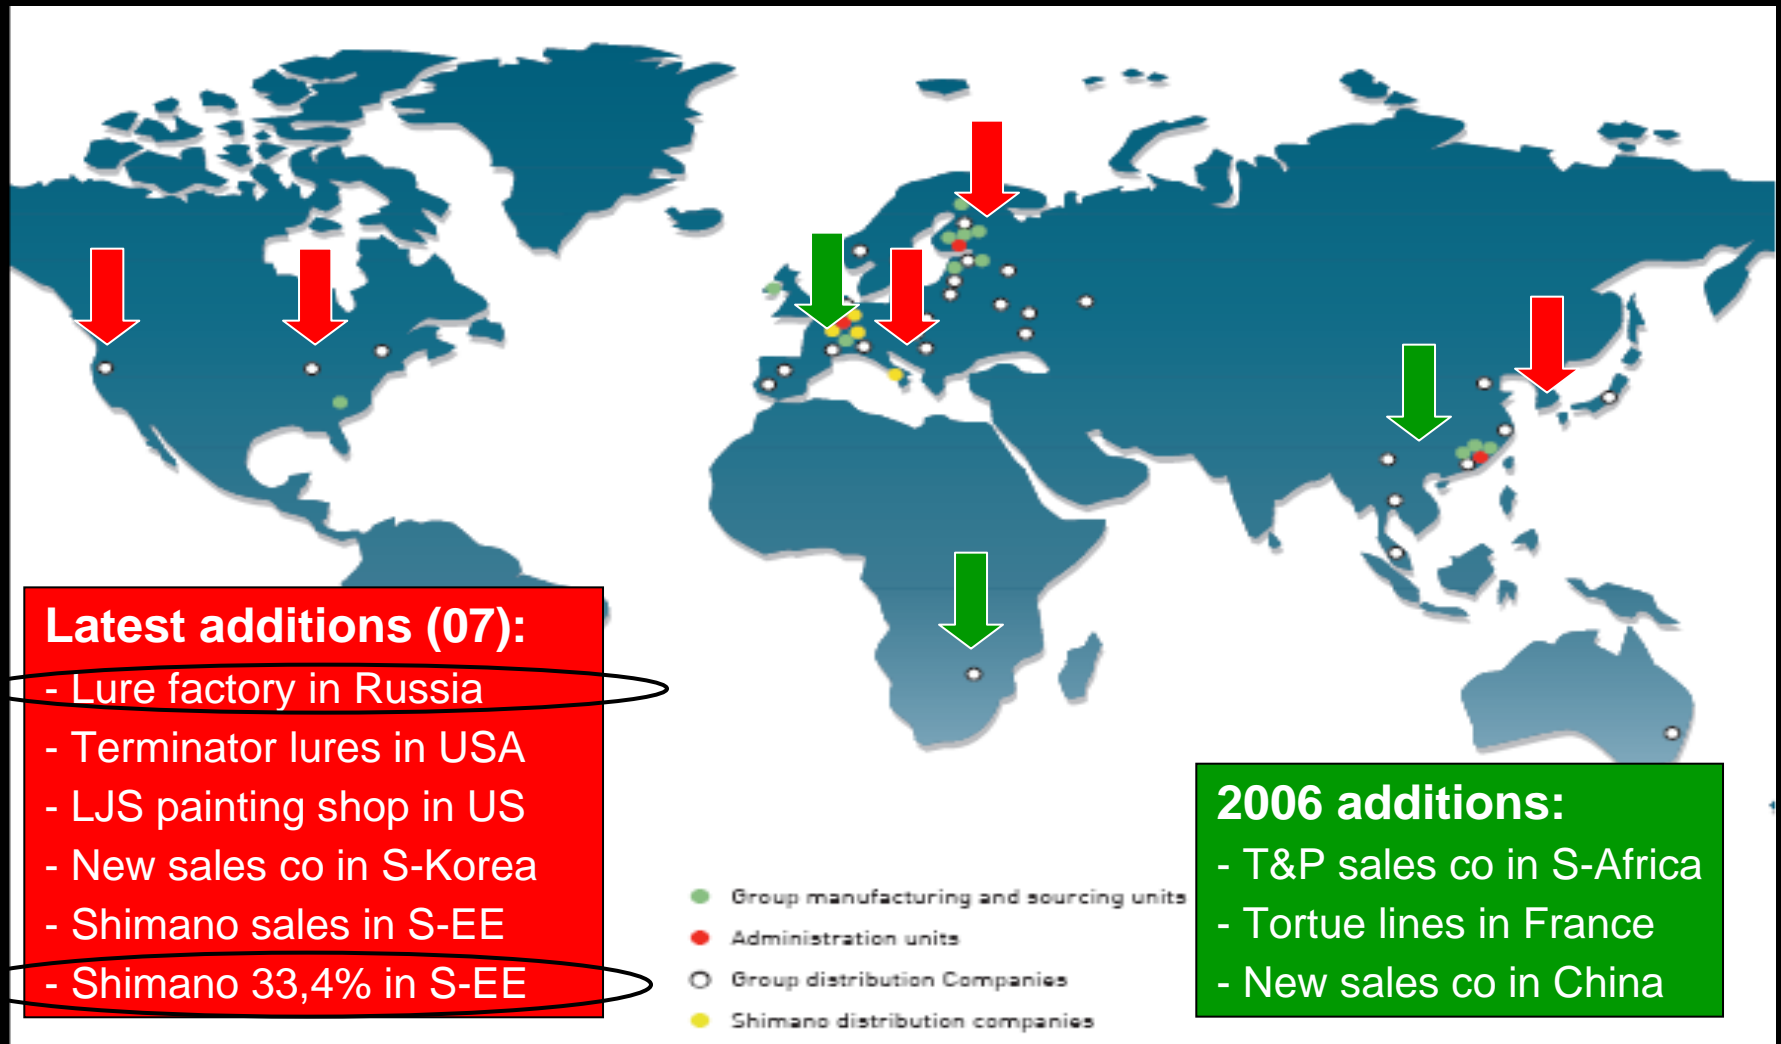 Latest additions (07):
- Lure factory in Russia
- Terminator lures in USA
- LJS painting shop in US
- New sales co in S-Korea
- Shimano sales in S-EE
- Shimano 33,4% in S-EE
Group manufacturing and sourcing units
Administration units
Group distribution Companies
Shimano distribution companies
2006 additions:
- T&P sales co in S-Africa
- Tortue lines in France
- New sales co in China